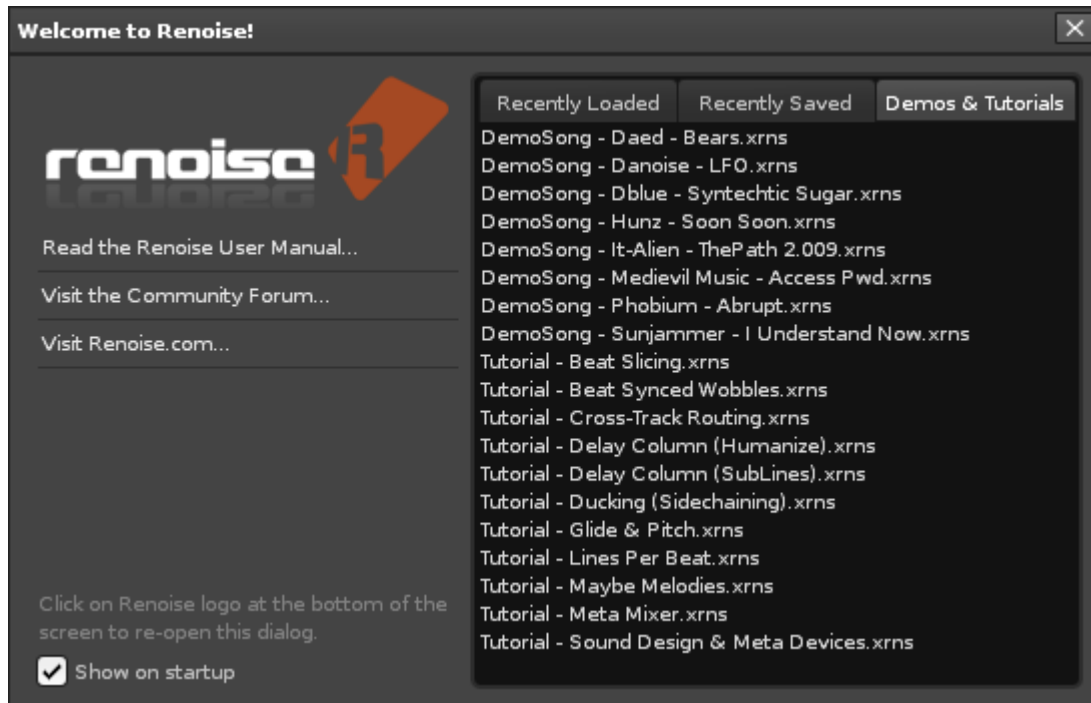 Welcome to Renoise!
renoise
Read the Renoise User Manual...
Visit the Community Forum...
Visit Renoise.com...
Click on Renoise logo at the bottom of the
screen to re-open this dialog.
Show on startup
Recently Loaded Recently Saved Demos & Tutorials
DemoSong - Daed - Bears.xrns
DemoSong - Danoise - LFO.xrns
DemoSong - Dblue - Syntechtic Sugar.xrns
DemoSong - Hunz - Soon Soon.xrns
DemoSong - It-Alien - ThePath 2.009.xrns
DemoSong - Medievil Music - Access Pwd.xrns
DemoSong - Phobium - Abrupt.xrns
DemoSong - Sunjammer - I Understand Now.xrns
Tutorial - Beat Slicing.xrns
Tutorial - Beat Synced Wobbles.xrns
Tutorial - Cross-Track Routing.xrns
Tutorial - Delay Column (Humanize).xrns
Tutorial - Delay Column (SubLines).xrns
Tutorial - Ducking (Sidechaining).xrns
Tutorial - Glide & Pitch.xrns
Tutorial - Lines Per Beat.xrns
Tutorial - Maybe Melodies.xrns
Tutorial - Meta Mixer.xrns
Tutorial - Sound Design & Meta Devices.xrns